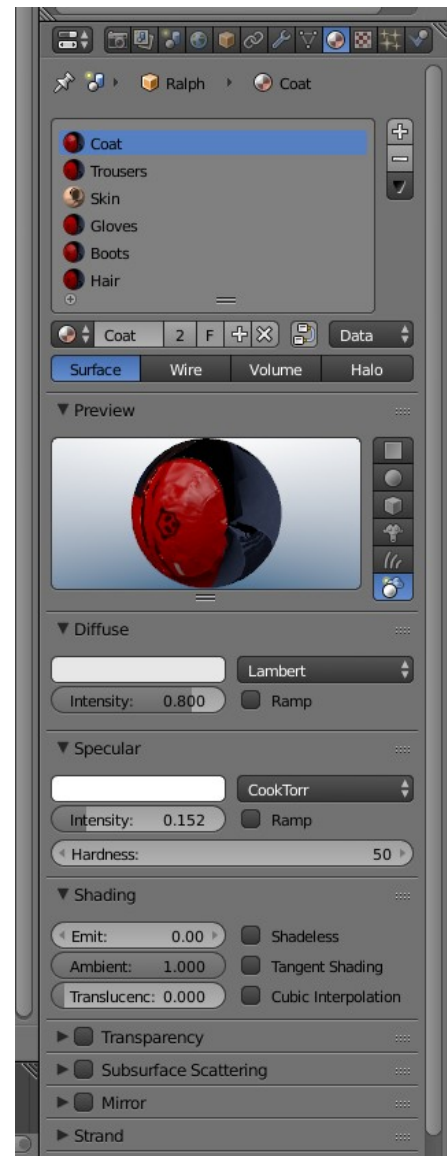 Ralph Coat
Coat
Trousers
Skin
Gloves
Boots
Hair
Coat 2 F Data
Surface Wire Volume Halo
Preview
Diffuse
Lambert
Intensity: 0.800 Ramp
Specular
CookTorr
Intensity: 0.152 Ramp
Hardness: 50
Shading
Emit: 0.00 Shadeless
Ambient: 1.000 Tangent Shading
Translucenc: 0.000 Cubic Interpolation
Transparency
Subsurface Scattering
Mirror
Strand